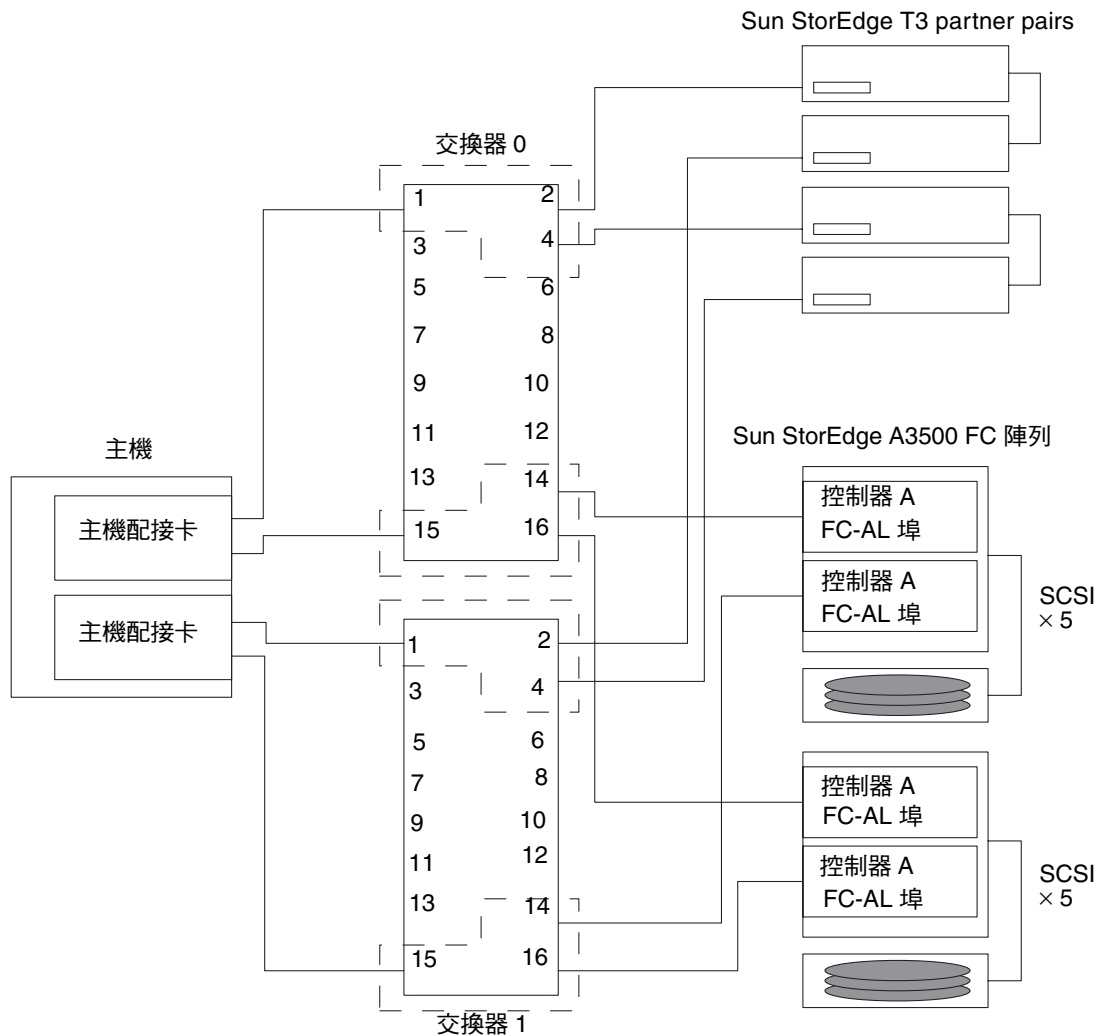 Sun StorEdge T3 partner pairs
交換器 0
1 2
3 4
5 6
7 8
9 10
11 12
13 14
15 16
主機
主機配接卡
主機配接卡
1 2
3 4
5 6
7 8
9 10
11 12
13 14
15 16
交換器 1
Sun StorEdge A3500 FC 陣列
控制器 A
FC-AL 埠
控制器 A
FC-AL 埠
SCSI
× 5
控制器 A
FC-AL 埠
控制器 A
FC-AL 埠
SCSI
× 5